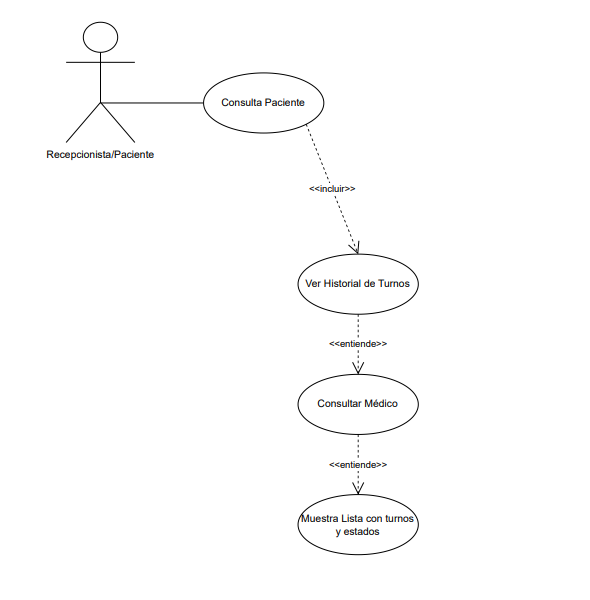 Consulta Paciente
Recepcionista/Paciente
<<incluir>>
Ver Historial de Turnos
<<entiende>>
Consultar Médico
<<entiende>>
Muestra Lista con turnos
y estados